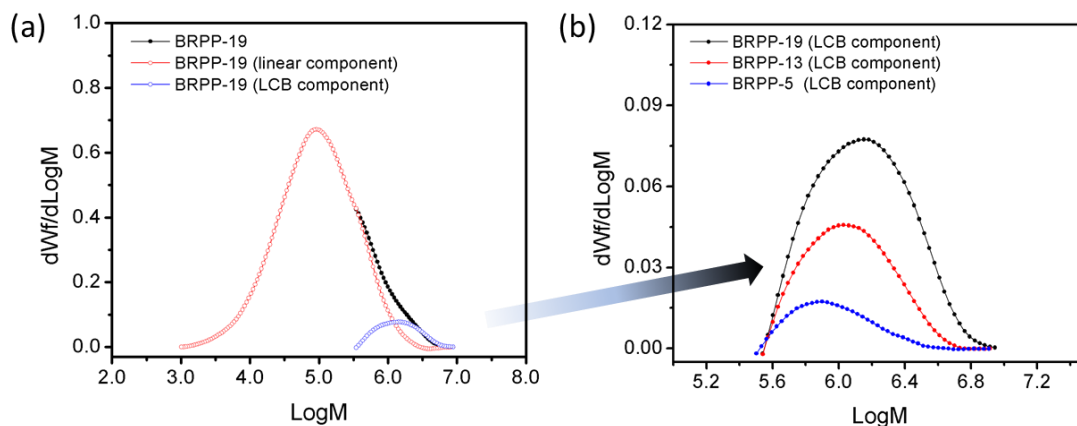 (a)
1.0
0.8
0.6
0.4
0.2
0.0
dWf/dLogM
BRPP-19
BRPP-19 (linear component)
BRPP-19 (LCB component)
2.0 3.0 4.0 5.0 6.0 7.0 8.0
LogM
(b)
0.12
0.09
0.06
0.03
0.00
dWf/dLogM
BRPP-19 (LCB component)
BRPP-13 (LCB component)
BRPP-5 (LCB component)
5.2 5.6 6.0 6.4 6.8 7.2
LogM